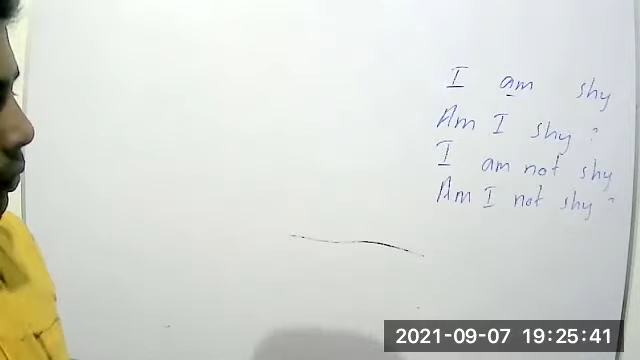 I am shy
Am I shy ?
I am not shy
Am I not shy ?
2021-09-07 19:25:41